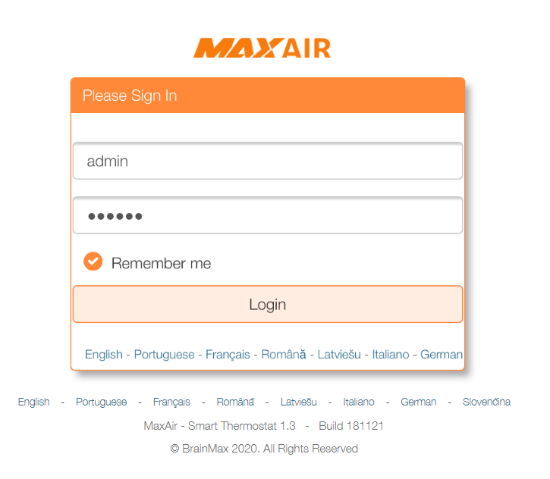 MAXAIR
Please Sign In
admin
••••••
Remember me
Login
English - Portuguese - Français - Română - Latviešu - Italiano - German
English - Portuguese - Français - Română - Latviešu - Italiano - German - Slovenčina
MaxAir - Smart Thermostat 1.3 - Build 181121
© BrainMax 2020. All Rights Reserved